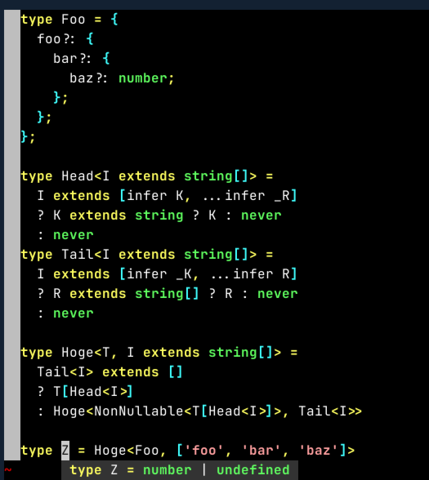 type Foo = {
  foo?: {
    bar?: {
      baz?: number;
    };
  };
};

type Head<I extends string[]> =
  I extends [infer K, ...infer _R]
  ? K extends string ? K : never
  : never
type Tail<I extends string[]> =
  I extends [infer _K, ...infer R]
  ? R extends string[] ? R : never
  : never

type Hoge<T, I extends string[]> =
  Tail<I> extends []
  ? T[Head<I>]
  : Hoge<NonNullable<T[Head<I>]>, Tail<I>>

type Z = Hoge<Foo, ['foo', 'bar', 'baz']>
~
type Z = number | undefined